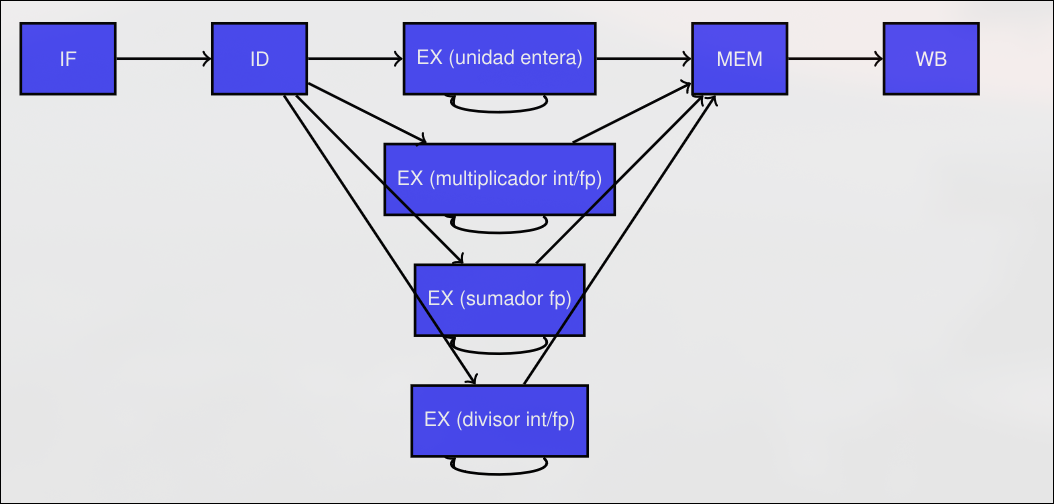 IF
ID
EX (unidad entera)
MEM
WB
EX (multiplicador int/fp)
EX (sumador fp)
EX (divisor int/fp)